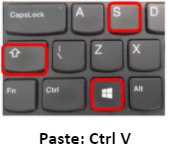 CapsLock A S D
| \ Z X
Fn Ctrl Alt
Paste: Ctrl V